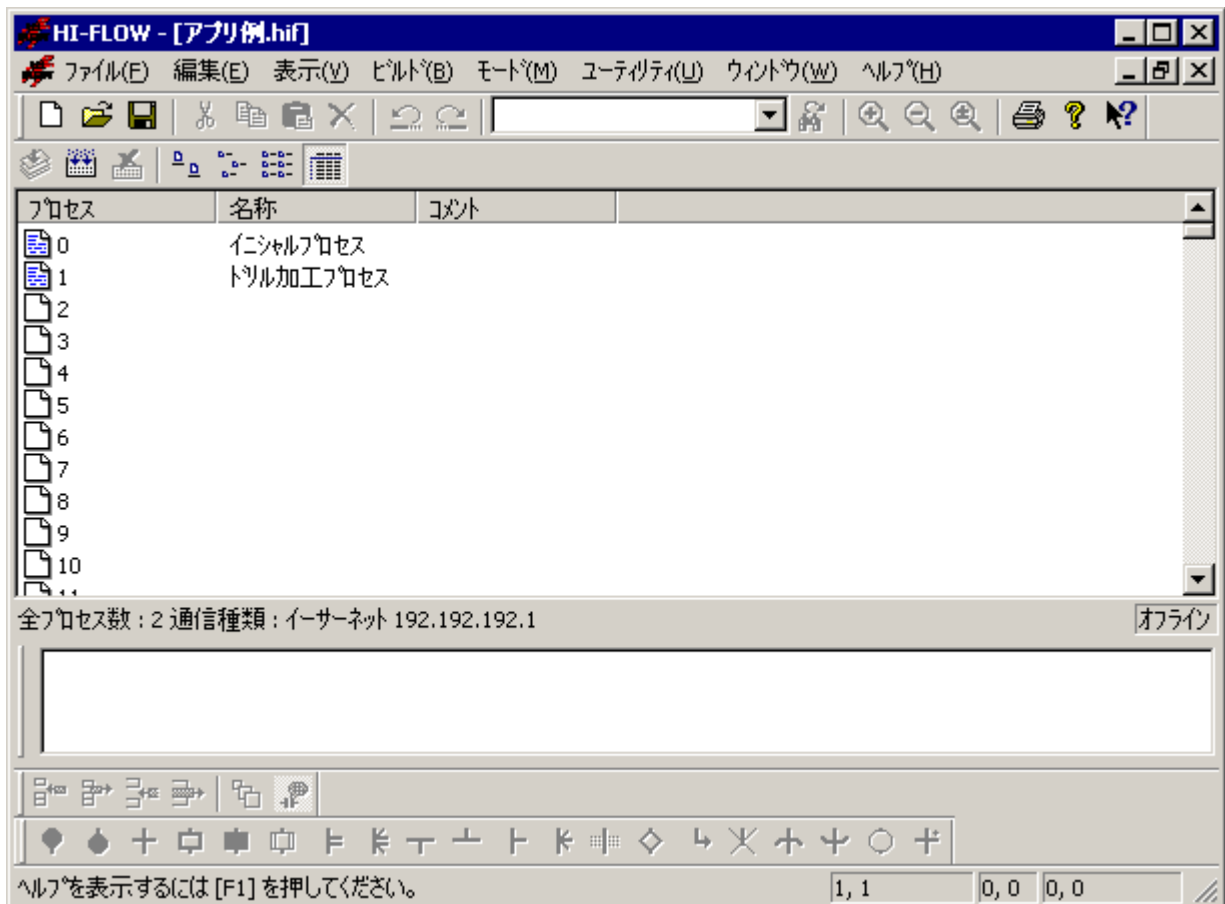 HI-FLOW - [アプリ例.hif]
ファイル(F) 編集(E) 表示(V) ビルド(B) モード(M) ユーティリティ(U) ウィンドウ(W) ヘルプ(H)
プロセス 名称 コメント
0 イニシャルプロセス
1 ドリル加工プロセス
2
3
4
5
6
7
8
9
10
11
全プロセス数 : 2 通信種類 : イーサーネット 192.192.192.1 オフライン
ヘルプを表示するには [F1] を押してください。 1, 1 0, 0 0, 0